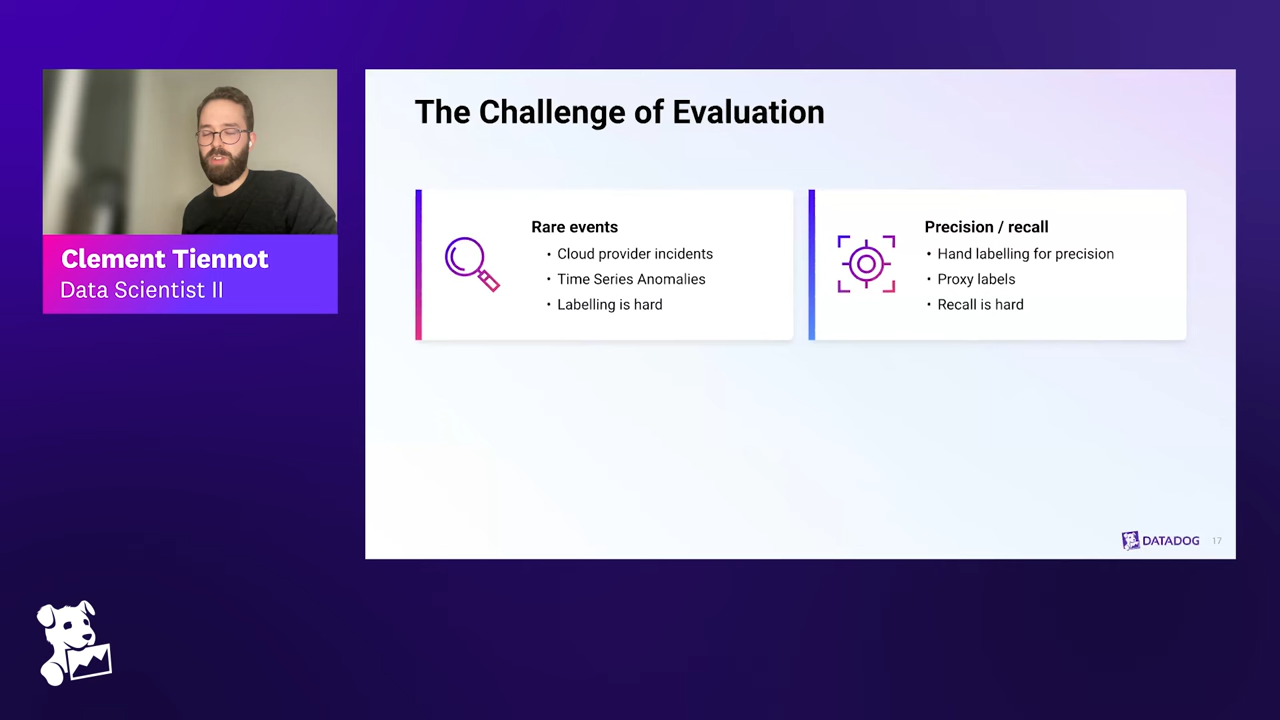 Clement Tiennot
Data Scientist II
The Challenge of Evaluation
Rare events
• Cloud provider incidents
• Time Series Anomalies
• Labelling is hard
Precision / recall
• Hand labelling for precision
• Proxy labels
• Recall is hard
DATADOG 17